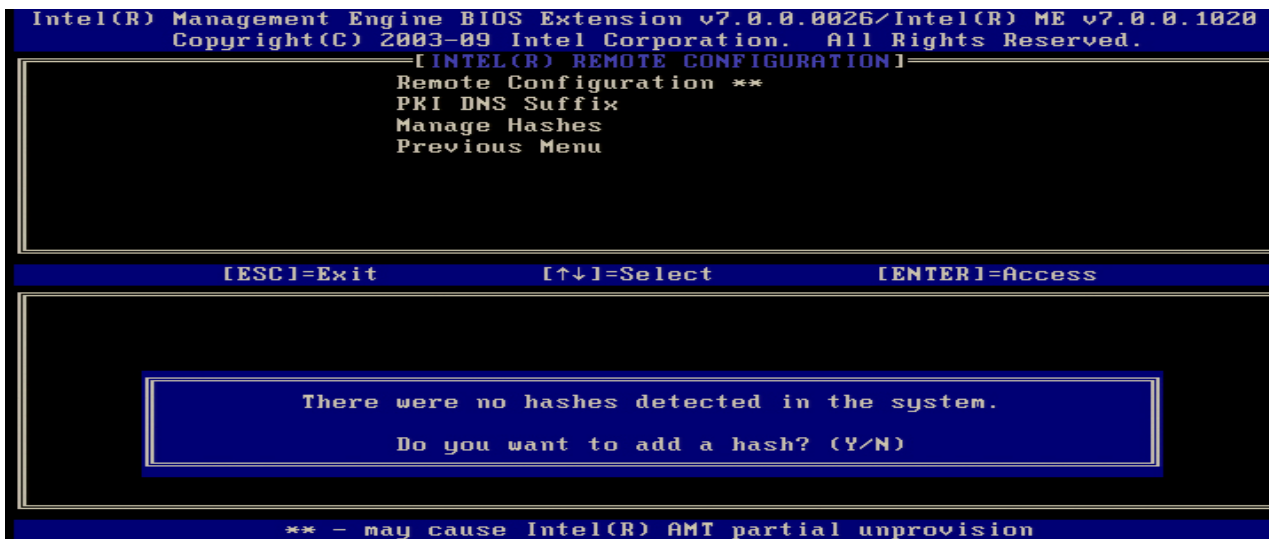 Intel(R) Management Engine BIOS Extension v7.0.0.0026/Intel(R) ME v7.0.0.1020
Copyright(C) 2003-09 Intel Corporation. All Rights Reserved.
[INTEL(R) REMOTE CONFIGURATION]
Remote Configuration **
PKI DNS Suffix
Manage Hashes
Previous Menu
[ESC]=Exit [↑↓]=Select [ENTER]=Access
There were no hashes detected in the system.
Do you want to add a hash? (Y/N)
** - may cause Intel(R) AMT partial unprovision